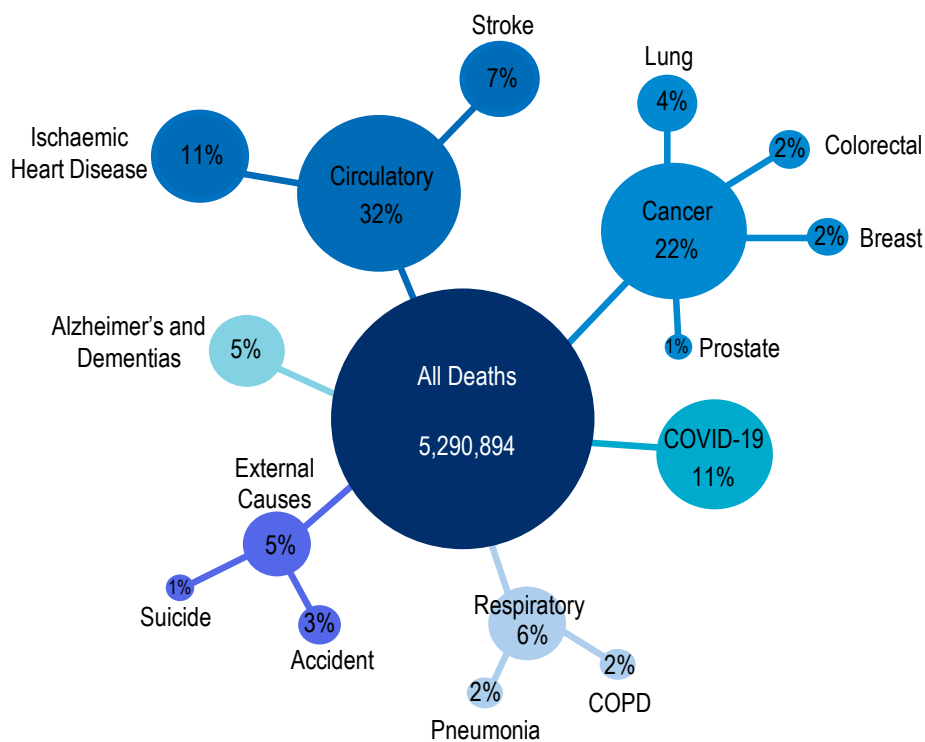 Stroke
7%
Ischaemic
Heart Disease
11%
Circulatory
32%
Lung
4%
2%
Colorectal
Cancer
22%
2%
Breast
1%
Prostate
Alzheimer's and
Dementias
5%
All Deaths
5,290,894
COVID-19
11%
External
Causes
5%
1%
Suicide
3%
Accident
Respiratory
6%
2%
Pneumonia
2%
COPD